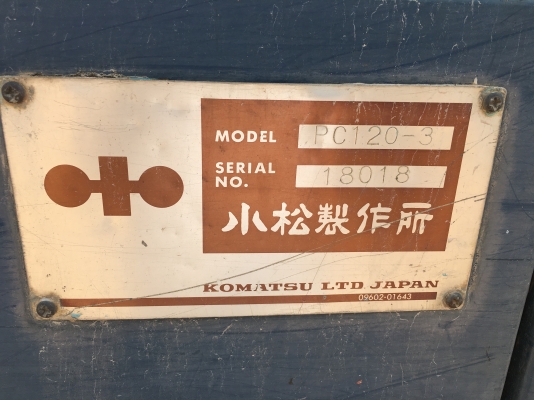 MODEL PC120-3
SERIAL NO. 18018
小松製作所
KOMATSU LTD JAPAN
09602-01643